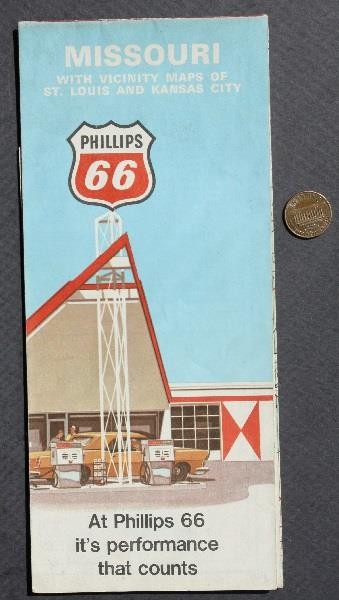 MISSOURI
WITH VICINITY MAPS OF
ST. LOUIS AND KANSAS CITY
PHILLIPS
66
At Phillips 66
it's performance
that counts